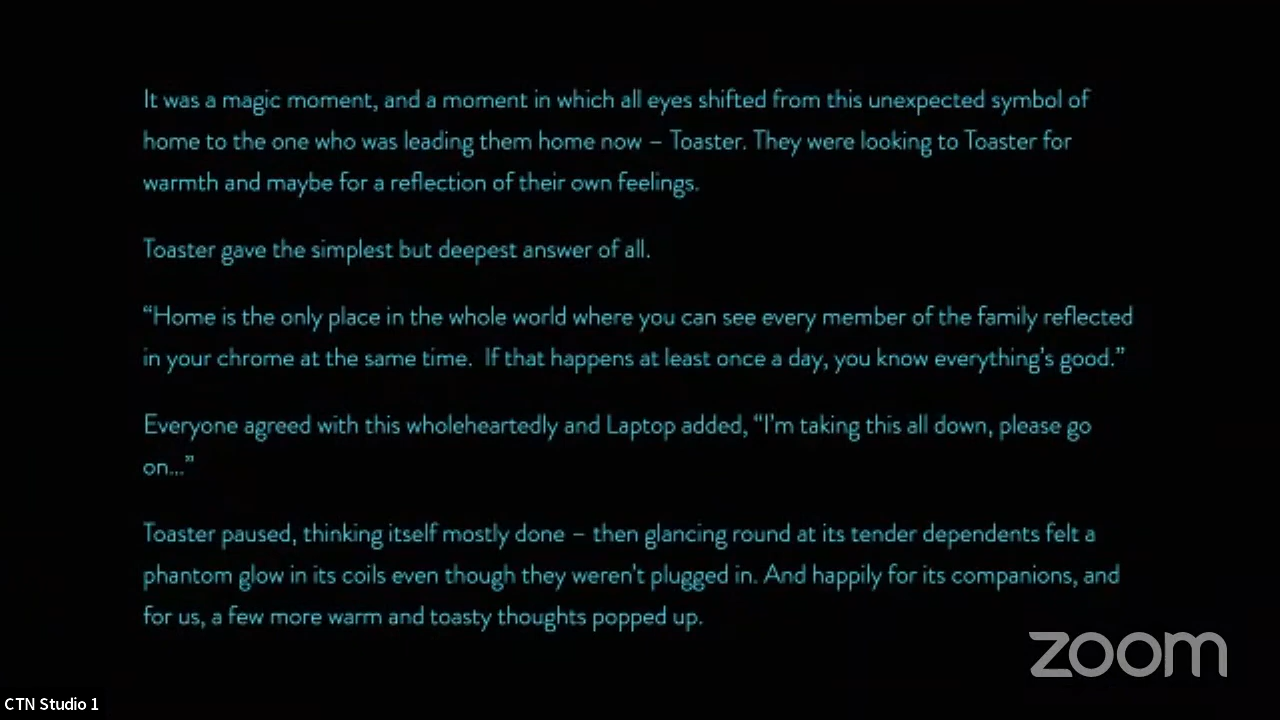 It was a magic moment, and a moment in which all eyes shifted from this unexpected symbol of
home to the one who was leading them home now – Toaster. They were looking to Toaster for
warmth and maybe for a reflection of their own feelings.
Toaster gave the simplest but deepest answer of all.
“Home is the only place in the whole world where you can see every member of the family reflected
in your chrome at the same time.  If that happens at least once a day, you know everything’s good.”
Everyone agreed with this wholeheartedly and Laptop added, “I’m taking this all down, please go
on…”
Toaster paused, thinking itself mostly done – then glancing round at its tender dependents felt a
phantom glow in its coils even though they weren't plugged in. And happily for its companions, and
for us, a few more warm and toasty thoughts popped up.
zoom
CTN Studio 1